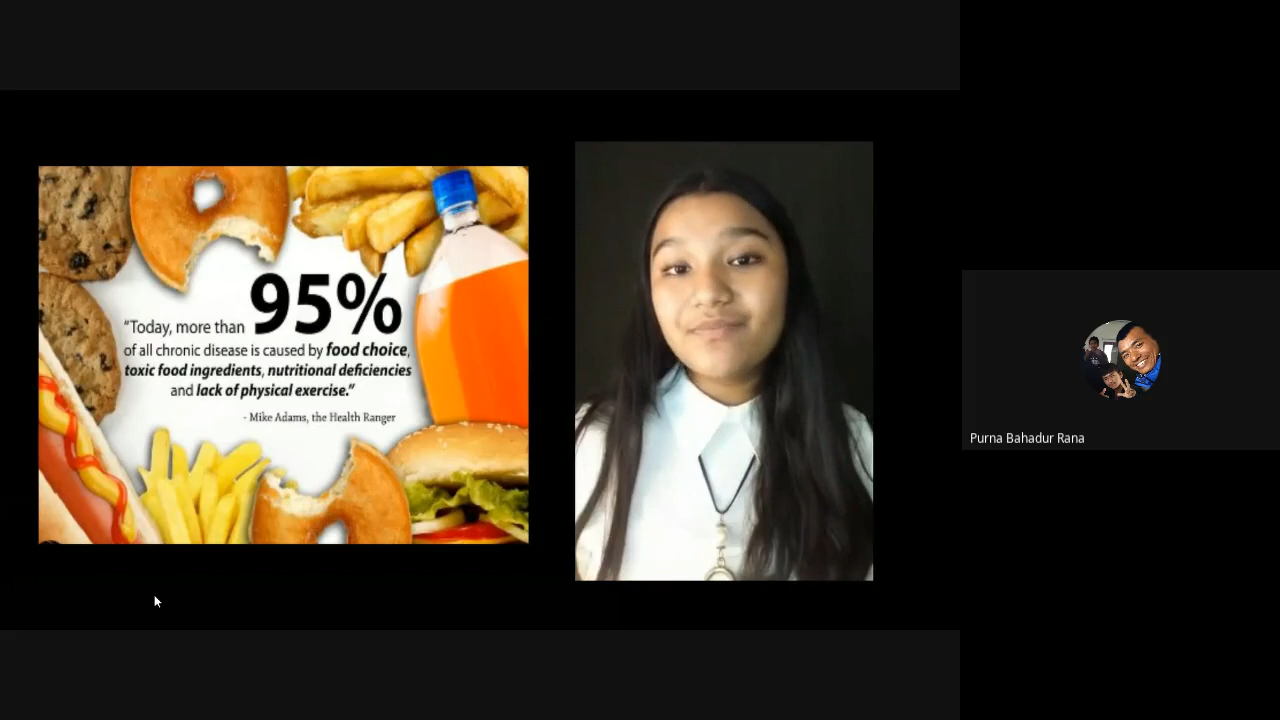 "Today, more than 95%
of all chronic disease is caused by food choice,
toxic food ingredients, nutritional deficiencies
and lack of physical exercise."
- Mike Adams, the Health Ranger
Purna Bahadur Rana